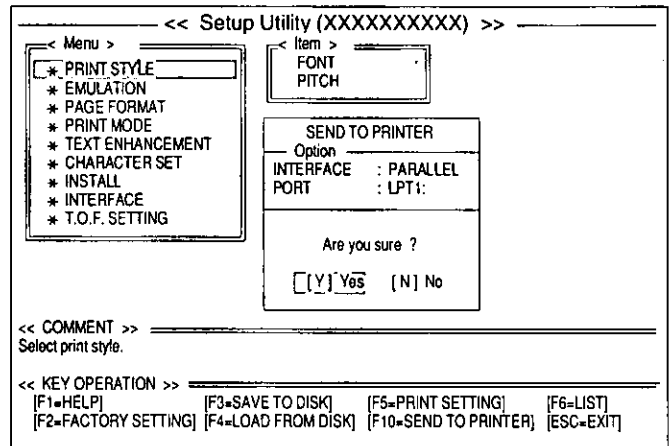 << Setup Utility (XXXXXXXXXX) >>
< Menu >
* PRINT STYLE
* EMULATION
* PAGE FORMAT
* PRINT MODE
* TEXT ENHANCEMENT
* CHARACTER SET
* INSTALL
* INTERFACE
* T.O.F. SETTING
< Item >
FONT
PITCH
SEND TO PRINTER
Option
INTERFACE : PARALLEL
PORT : LPT1:
Are you sure ?
[Y] Yes [N] No
<< COMMENT >>
Select print style.
<< KEY OPERATION >>
[F1=HELP] [F3=SAVE TO DISK] [F5=PRINT SETTING] [F6=LIST]
[F2=FACTORY SETTING] [F4=LOAD FROM DISK] [F10=SEND TO PRINTER] [ESC=EXIT]